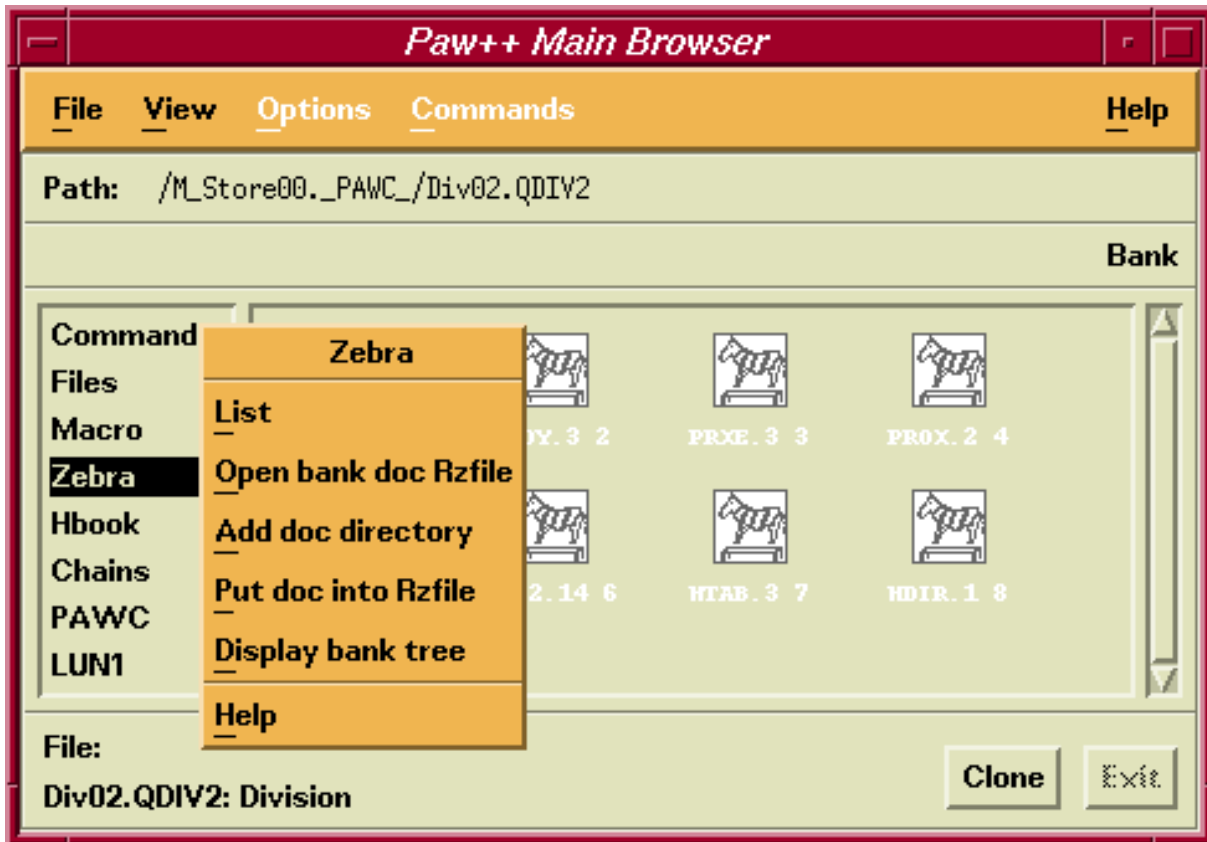 Paw++ Main Browser
File View Options Commands Help
Path: /M_Store00._PAWC_/Div02.QDIV2
Bank
Command
Files
Macro
Zebra
Hbook
Chains
PAWC
LUN1
Zebra
List
Open bank doc Rzfile
Add doc directory
Put doc into Rzfile
Display bank tree
Help
.3 2 PRXE.3 3 PROX.2 4
2.14 6 HTAB.3 7 HDIR.1 8
File:
Div02.QDIV2: Division
Clone Exit